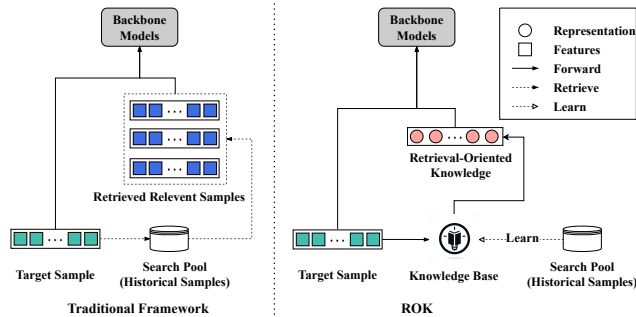 Backbone
Models
Retrieved Relevent Samples
Target Sample
Search Pool
(Historical Samples)
Traditional Framework
Backbone
Models
Retrieval-Oriented
Knowledge
Learn
Target Sample
Knowledge Base
Search Pool
(Historical Samples)
ROK
Representation
Features
Forward
Retrieve
Learn